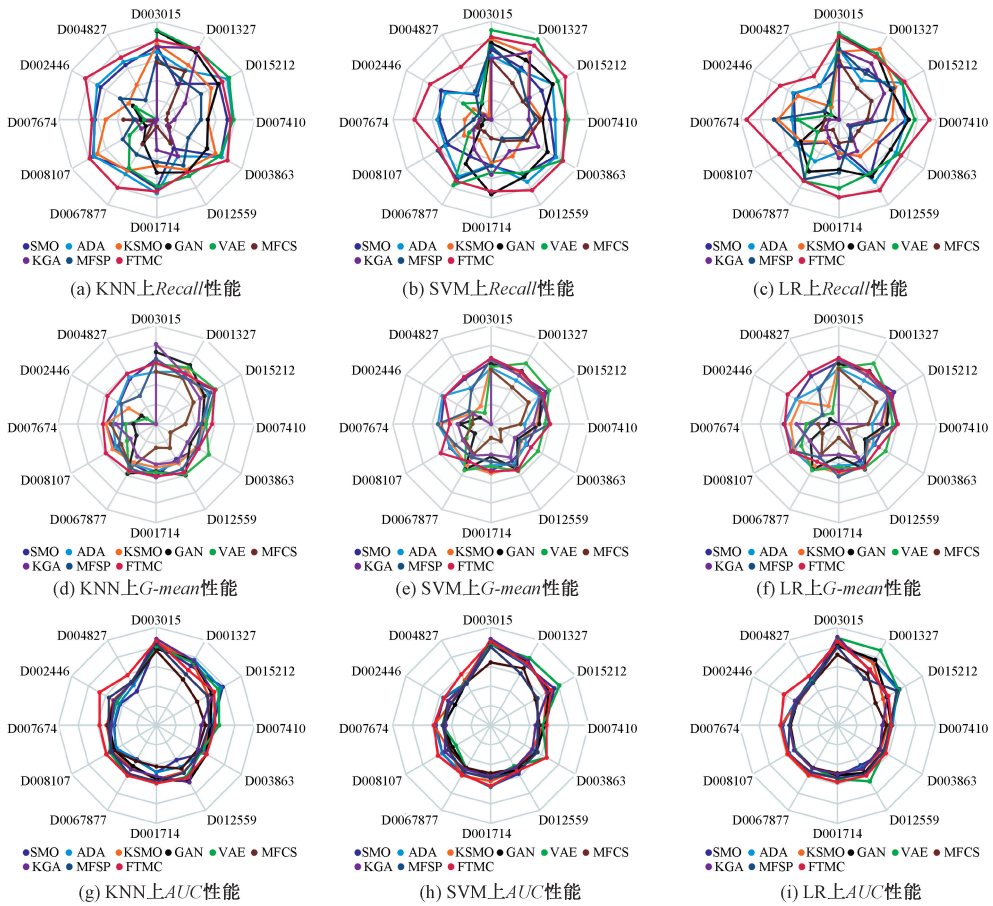 D003015 D003015 D003015
D004827 D001327 D004827 D001327 D004827 D001327
D002446 D015212 D002446 D015212 D002446 D015212
D007674 D007410 D007674 D007410 D007674 D007410
D008107 D003863 D008107 D003863 D008107 D003863
D0067877 D012559 D0067877 D012559 D0067877 D012559
D001714 D001714 D001714
SMO ADA KSMO GAN VAE MFCS SMO ADA KSMO GAN VAE MFCS SMO ADA KSMO GAN VAE MFCS
KGA MFSP FTMC KGA MFSP FTMC KGA MFSP FTMC
(a) KNN上Recall性能 (b) SVM上Recall性能 (c) LR上Recall性能
D003015 D003015 D003015
D004827 D001327 D004827 D001327 D004827 D001327
D002446 D015212 D002446 D015212 D002446 D015212
D007674 D007410 D007674 D007410 D007674 D007410
D008107 D003863 D008107 D003863 D008107 D003863
D0067877 D012559 D0067877 D012559 D0067877 D012559
D001714 D001714 D001714
SMO ADA KSMO GAN VAE MFCS SMO ADA KSMO GAN VAE MFCS SMO ADA KSMO GAN VAE MFCS
KGA MFSP FTMC KGA MFSP FTMC KGA MFSP FTMC
(d) KNN上G-mean性能 (e) SVM上G-mean性能 (f) LR上G-mean性能
D003015 D003015 D003015
D004827 D001327 D004827 D001327 D004827 D001327
D002446 D015212 D002446 D015212 D002446 D015212
D007674 D007410 D007674 D007410 D007674 D007410
D008107 D003863 D008107 D003863 D008107 D003863
D0067877 D012559 D0067877 D012559 D0067877 D012559
D001714 D001714 D001714
SMO ADA KSMO GAN VAE MFCS SMO ADA KSMO GAN VAE MFCS SMO ADA KSMO GAN VAE MFCS
KGA MFSP FTMC KGA MFSP FTMC KGA MFSP FTMC
(g) KNN上AUC性能 (h) SVM上AUC性能 (i) LR上AUC性能